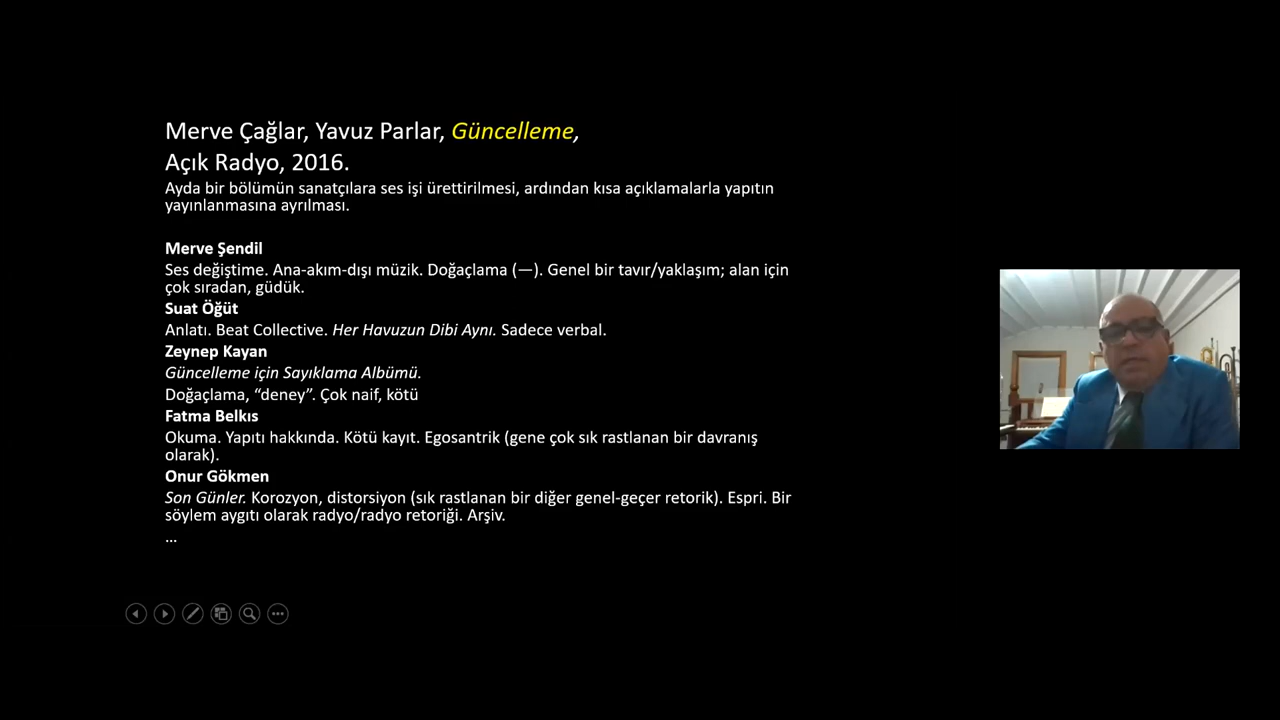 Merve Çağlar, Yavuz Parlar, Güncelleme,
Açık Radyo, 2016.
Ayda bir bölümün sanatçılara ses işi ürettirilmesi, ardından kısa açıklamalarla yapıtın
yayınlanmasına ayrılması.
Merve Şendil
Ses değiştime. Ana-akım-dışı müzik. Doğaçlama (—). Genel bir tavır/yaklaşım; alan için
çok sıradan, güdük.
Suat Öğüt
Anlatı. Beat Collective. Her Havuzun Dibi Aynı. Sadece verbal.
Zeynep Kayan
Güncelleme için Sayıklama Albümü.
Doğaçlama, “deney”. Çok naif, kötü
Fatma Belkıs
Okuma. Yapıtı hakkında. Kötü kayıt. Egosantrik (gene çok sık rastlanan bir davranış
olarak).
Onur Gökmen
Son Günler. Korozyon, distorsiyon (sık rastlanan bir diğer genel-geçer retorik). Espri. Bir
söylem aygıtı olarak radyo/radyo retoriği. Arşiv.
...